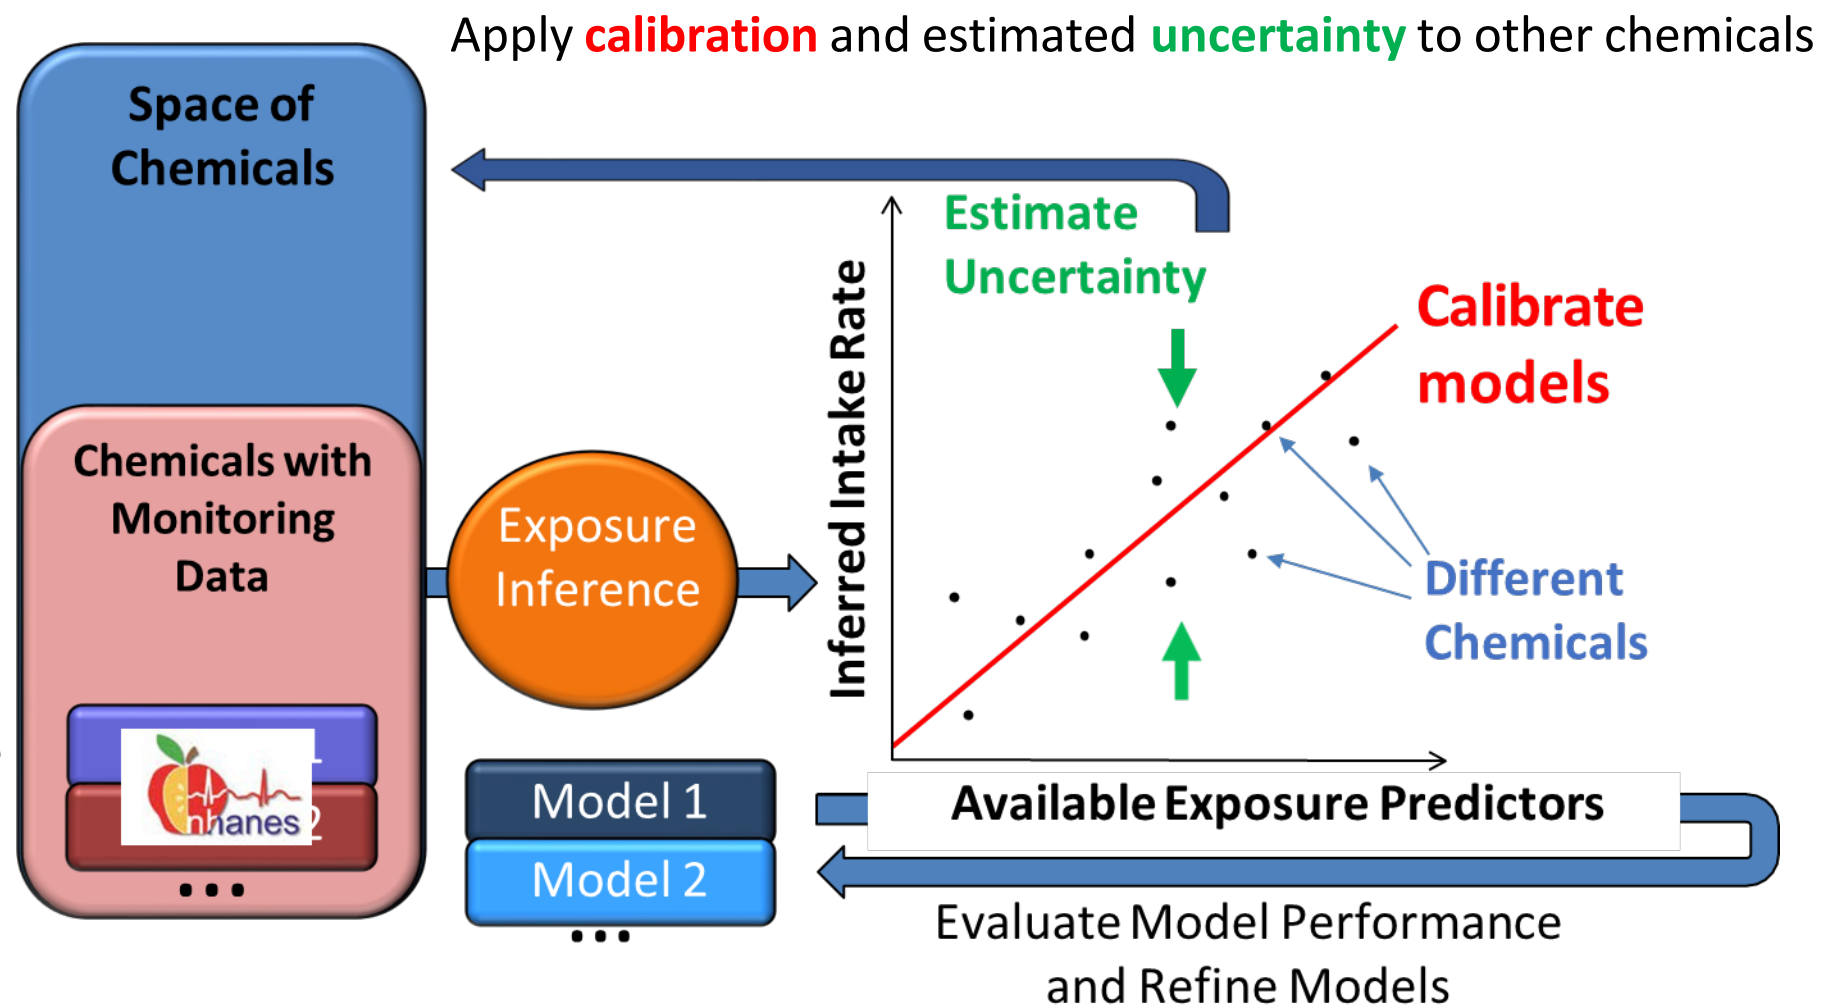 Apply calibration and estimated uncertainty to other chemicals
Space of
Chemicals
Chemicals with
Monitoring
Data
1
nhanes
2
...
Exposure
Inference
Model 1
Model 2
...
Inferred Intake Rate
Estimate
Uncertainty
Calibrate
models
Different
Chemicals
Available Exposure Predictors
Evaluate Model Performance
and Refine Models